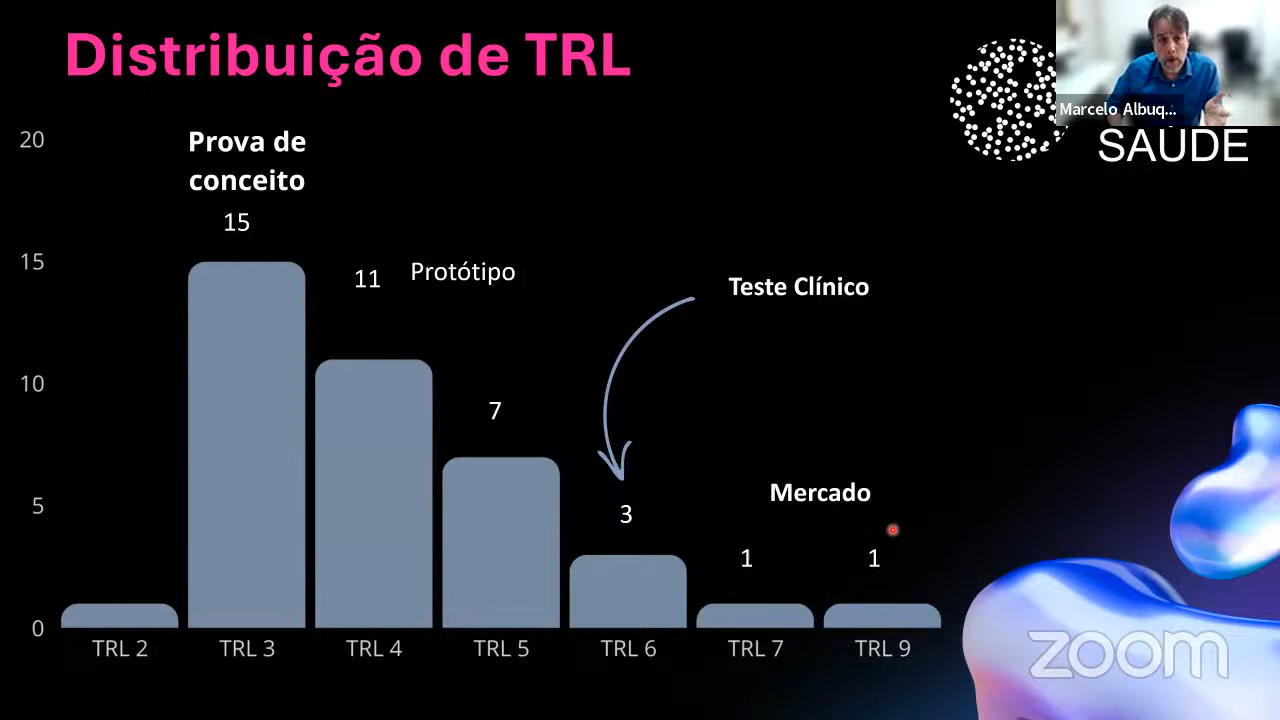 Distribuição de TRL
Marcelo Albuq...
SAUDE
20
Prova de
conceito
15
15
11
Protótipo
Teste Clínico
10
7
5
3
Mercado
1
1
0
TRL 2
TRL 3
TRL 4
TRL 5
TRL 6
TRL 7
TRL 9
zoom